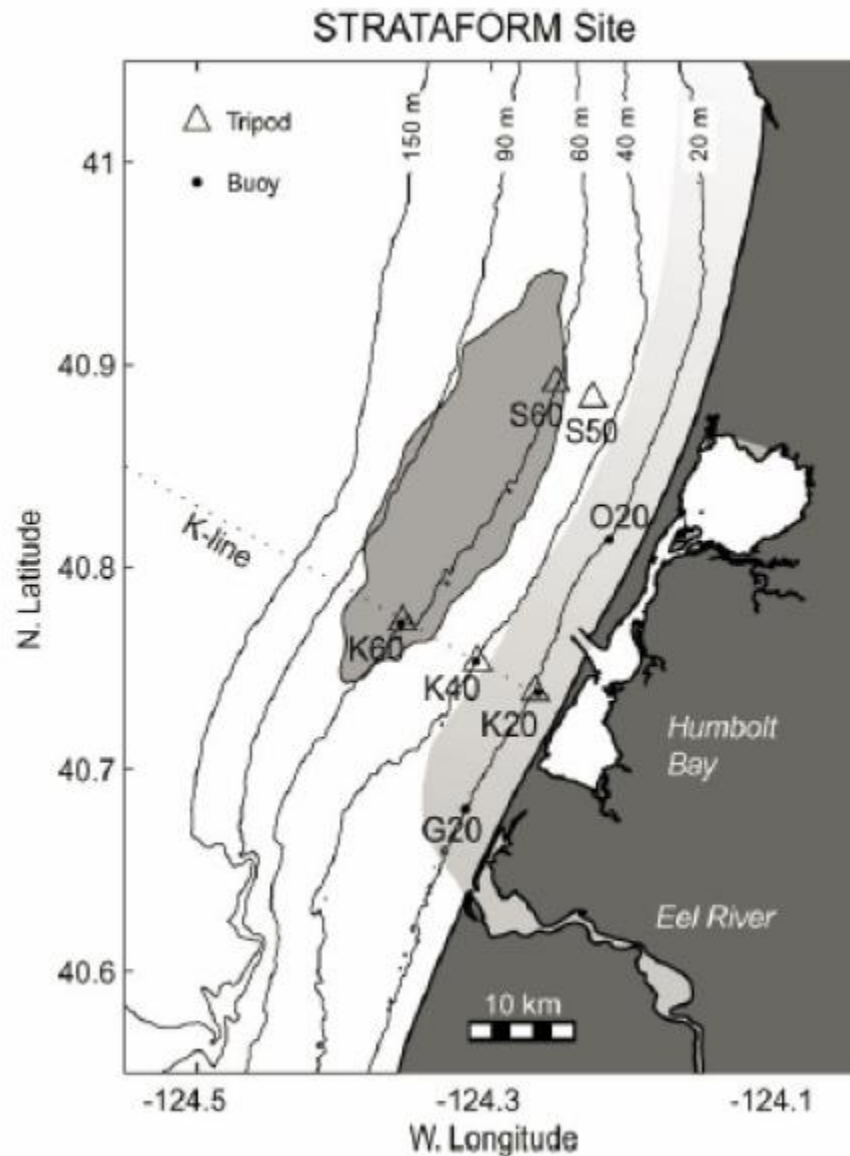 STRATAFORM Site
Tripod
Buoy
150 m
90 m
60 m
40 m
20 m
41
40.9
40.8
40.7
40.6
N. Latitude
S60
S50
O20
K-line
K60
K40
K20
G20
Humbolt
Bay
Eel River
10 km
-124.5
-124.3
-124.1
W. Longitude